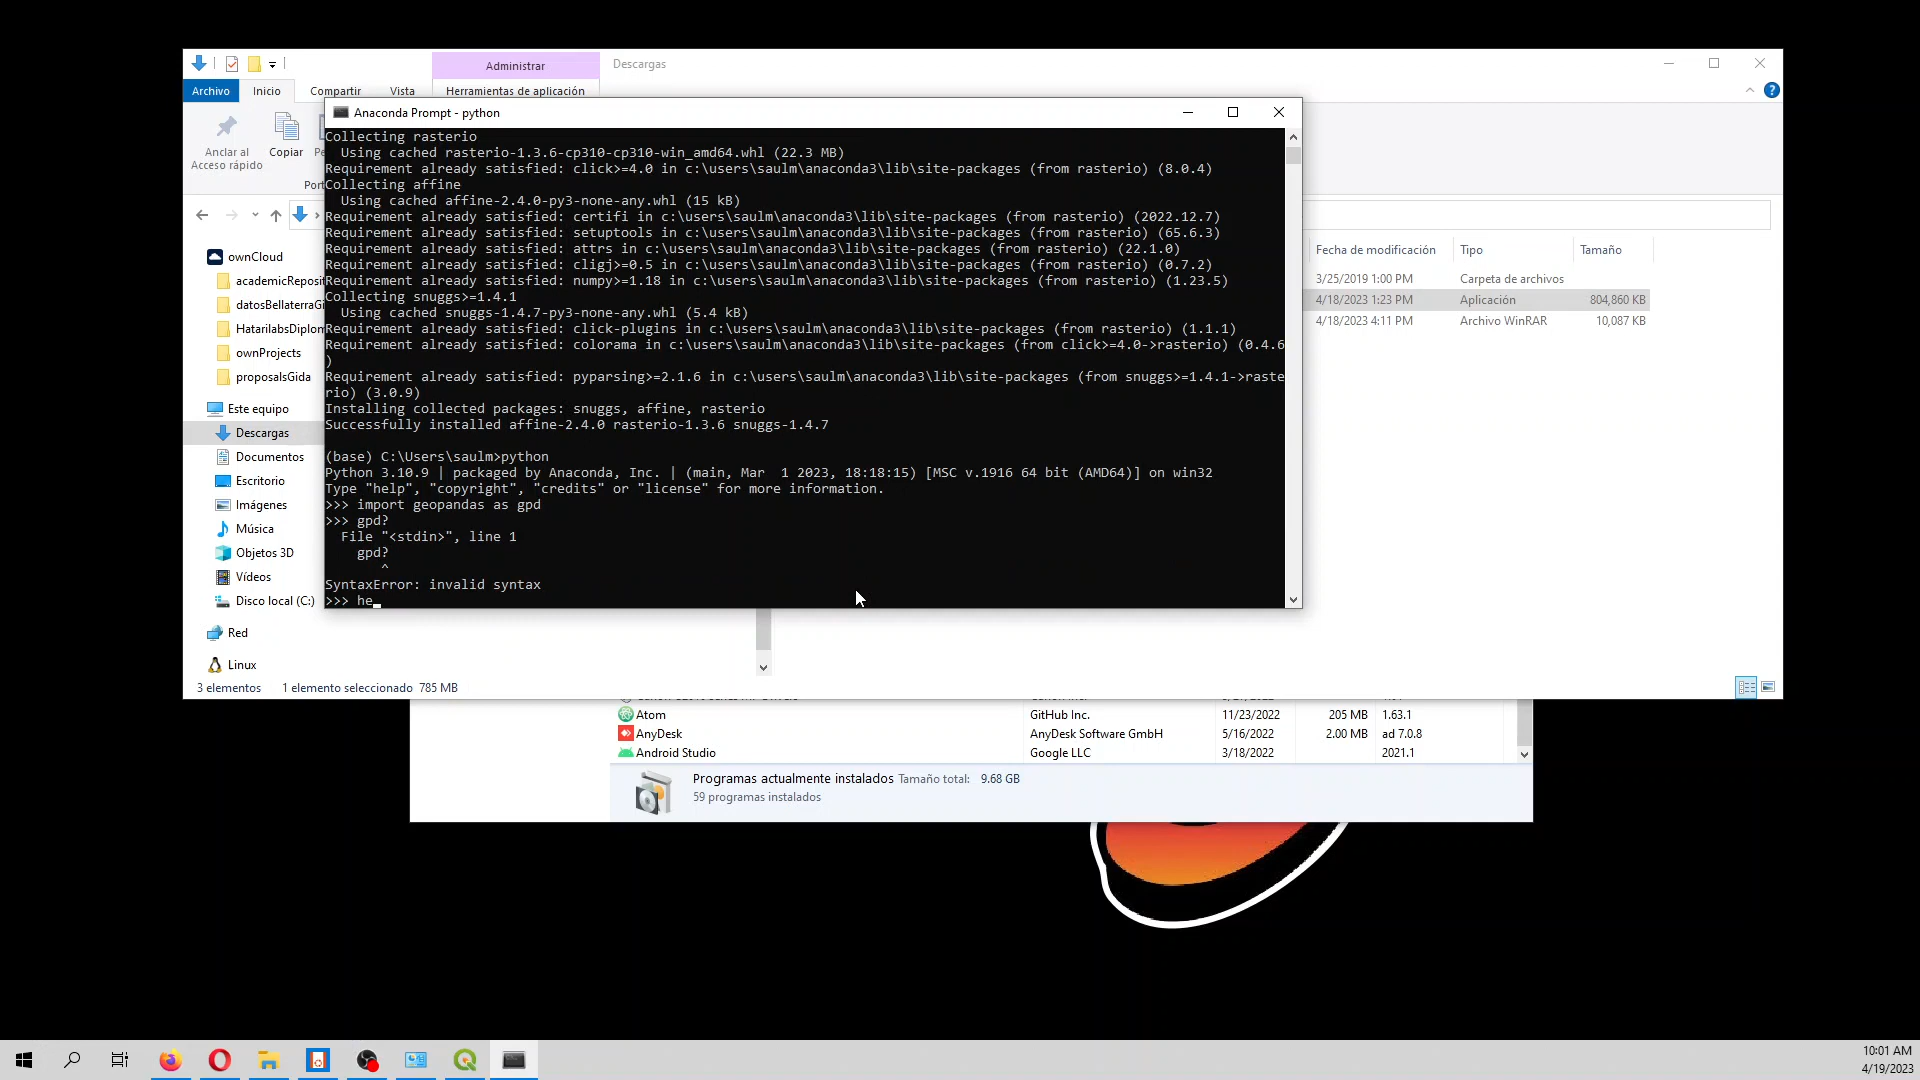 Administrar
Descargas
Archivo
Inicio
Compartir
Vista
Herramientas de aplicación
Anaconda Prompt - python
Anclar al
Acceso rápido
Copiar
Collecting rasterio
Using cached rasterio-1.3.6-cp310-cp310-win_amd64.whl (22.3 MB)
Requirement already satisfied: click>=4.0 in c:\users\saulm\anaconda3\lib\site-packages (from rasterio) (8.0.4)
Collecting affine
Using cached affine-2.4.0-py3-none-any.whl (15 kB)
Requirement already satisfied: certifi in c:\users\saulm\anaconda3\lib\site-packages (from rasterio) (2022.12.7)
Requirement already satisfied: setuptools in c:\users\saulm\anaconda3\lib\site-packages (from rasterio) (65.6.3)
Requirement already satisfied: attrs in c:\users\saulm\anaconda3\lib\site-packages (from rasterio) (22.1.0)
Requirement already satisfied: cligj>=0.5 in c:\users\saulm\anaconda3\lib\site-packages (from rasterio) (0.7.2)
Requirement already satisfied: numpy>=1.18 in c:\users\saulm\anaconda3\lib\site-packages (from rasterio) (1.23.5)
Collecting snuggs>=1.4.1
Using cached snuggs-1.4.7-py3-none-any.whl (5.4 kB)
Requirement already satisfied: click-plugins in c:\users\saulm\anaconda3\lib\site-packages (from rasterio) (1.1.1)
Requirement already satisfied: colorama in c:\users\saulm\anaconda3\lib\site-packages (from click>=4.0->rasterio) (0.4.6
)
Requirement already satisfied: pyparsing>=2.1.6 in c:\users\saulm\anaconda3\lib\site-packages (from snuggs>=1.4.1->raste
rio) (3.0.9)
Installing collected packages: snuggs, affine, rasterio
Successfully installed affine-2.4.0 rasterio-1.3.6 snuggs-1.4.7
(base) C:\Users\saulm>python
Python 3.10.9 | packaged by Anaconda, Inc. | (main, Mar  1 2023, 18:18:15) [MSC v.1916 64 bit (AMD64)] on win32
Type "help", "copyright", "credits" or "license" for more information.
>>> import geopandas as gpd
>>> gpd?
File "<stdin>", line 1
gpd?
^
SyntaxError: invalid syntax
>>> he_
ownCloud
academicReposi
datosBellaterraGi
HatarilabsDiplom
ownProjects
proposalsGida
Este equipo
Descargas
Documentos
Escritorio
Imágenes
Música
Objetos 3D
Vídeos
Disco local (C:)
Red
Linux
Fecha de modificación Tipo Tamaño
3/25/2019 1:00 PM Carpeta de archivos
4/18/2023 1:23 PM Aplicación 804,860 KB
4/18/2023 4:11 PM Archivo WinRAR 10,087 KB
3 elementos 1 elemento seleccionado 785 MB
Atom GitHub Inc. 11/23/2022 205 MB 1.63.1
AnyDesk AnyDesk Software GmbH 5/16/2022 2.00 MB ad 7.0.8
Android Studio Google LLC 3/18/2022 2021.1
Programas actualmente instalados Tamaño total: 9.68 GB
59 programas instalados
10:01 AM
4/19/2023